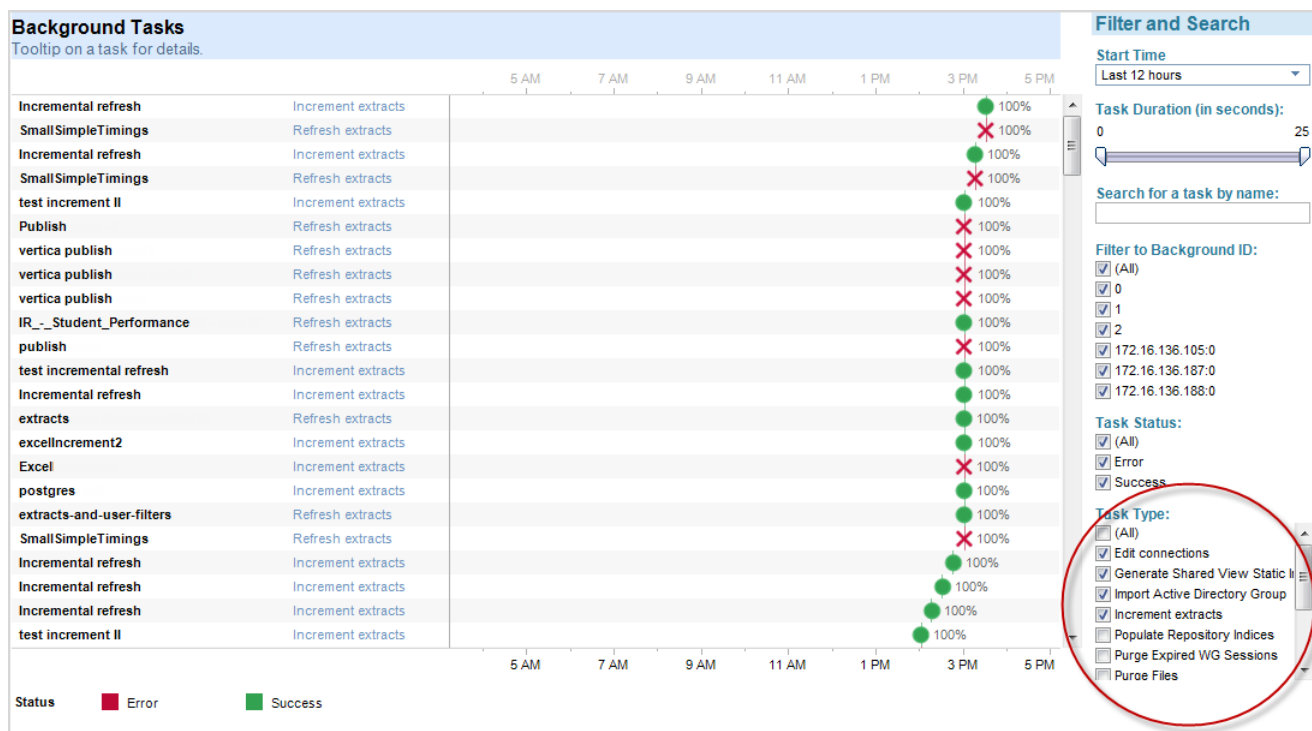 Background Tasks
Tooltip on a task for details.
5 AM 7 AM 9 AM 11 AM 1 PM 3 PM 5 PM
Incremental refresh Increment extracts 100%
SmallSimpleTimings Refresh extracts 100%
Incremental refresh Increment extracts 100%
SmallSimpleTimings Refresh extracts 100%
test increment II Increment extracts 100%
Publish Refresh extracts 100%
vertica publish Refresh extracts 100%
vertica publish Refresh extracts 100%
vertica publish Refresh extracts 100%
IR_-_Student_Performance Refresh extracts 100%
publish Refresh extracts 100%
test incremental refresh Increment extracts 100%
Incremental refresh Increment extracts 100%
extracts Refresh extracts 100%
excelIncrement2 Increment extracts 100%
Excel Increment extracts 100%
postgres Increment extracts 100%
extracts-and-user-filters Refresh extracts 100%
SmallSimpleTimings Refresh extracts 100%
Incremental refresh Increment extracts 100%
Incremental refresh Increment extracts 100%
Incremental refresh Increment extracts 100%
test increment II Increment extracts 100%
5 AM 7 AM 9 AM 11 AM 1 PM 3 PM 5 PM
Status Error Success
Filter and Search
Start Time
Last 12 hours
Task Duration (in seconds):
0 25
Search for a task by name:
Filter to Background ID:
(All)
0
1
2
172.16.136.105:0
172.16.136.187:0
172.16.136.188:0
Task Status:
(All)
Error
Success
Task Type:
(All)
Edit connections
Generate Shared View Static
Import Active Directory Group
Increment extracts
Populate Repository Indices
Purge Expired WG Sessions
Purge Files